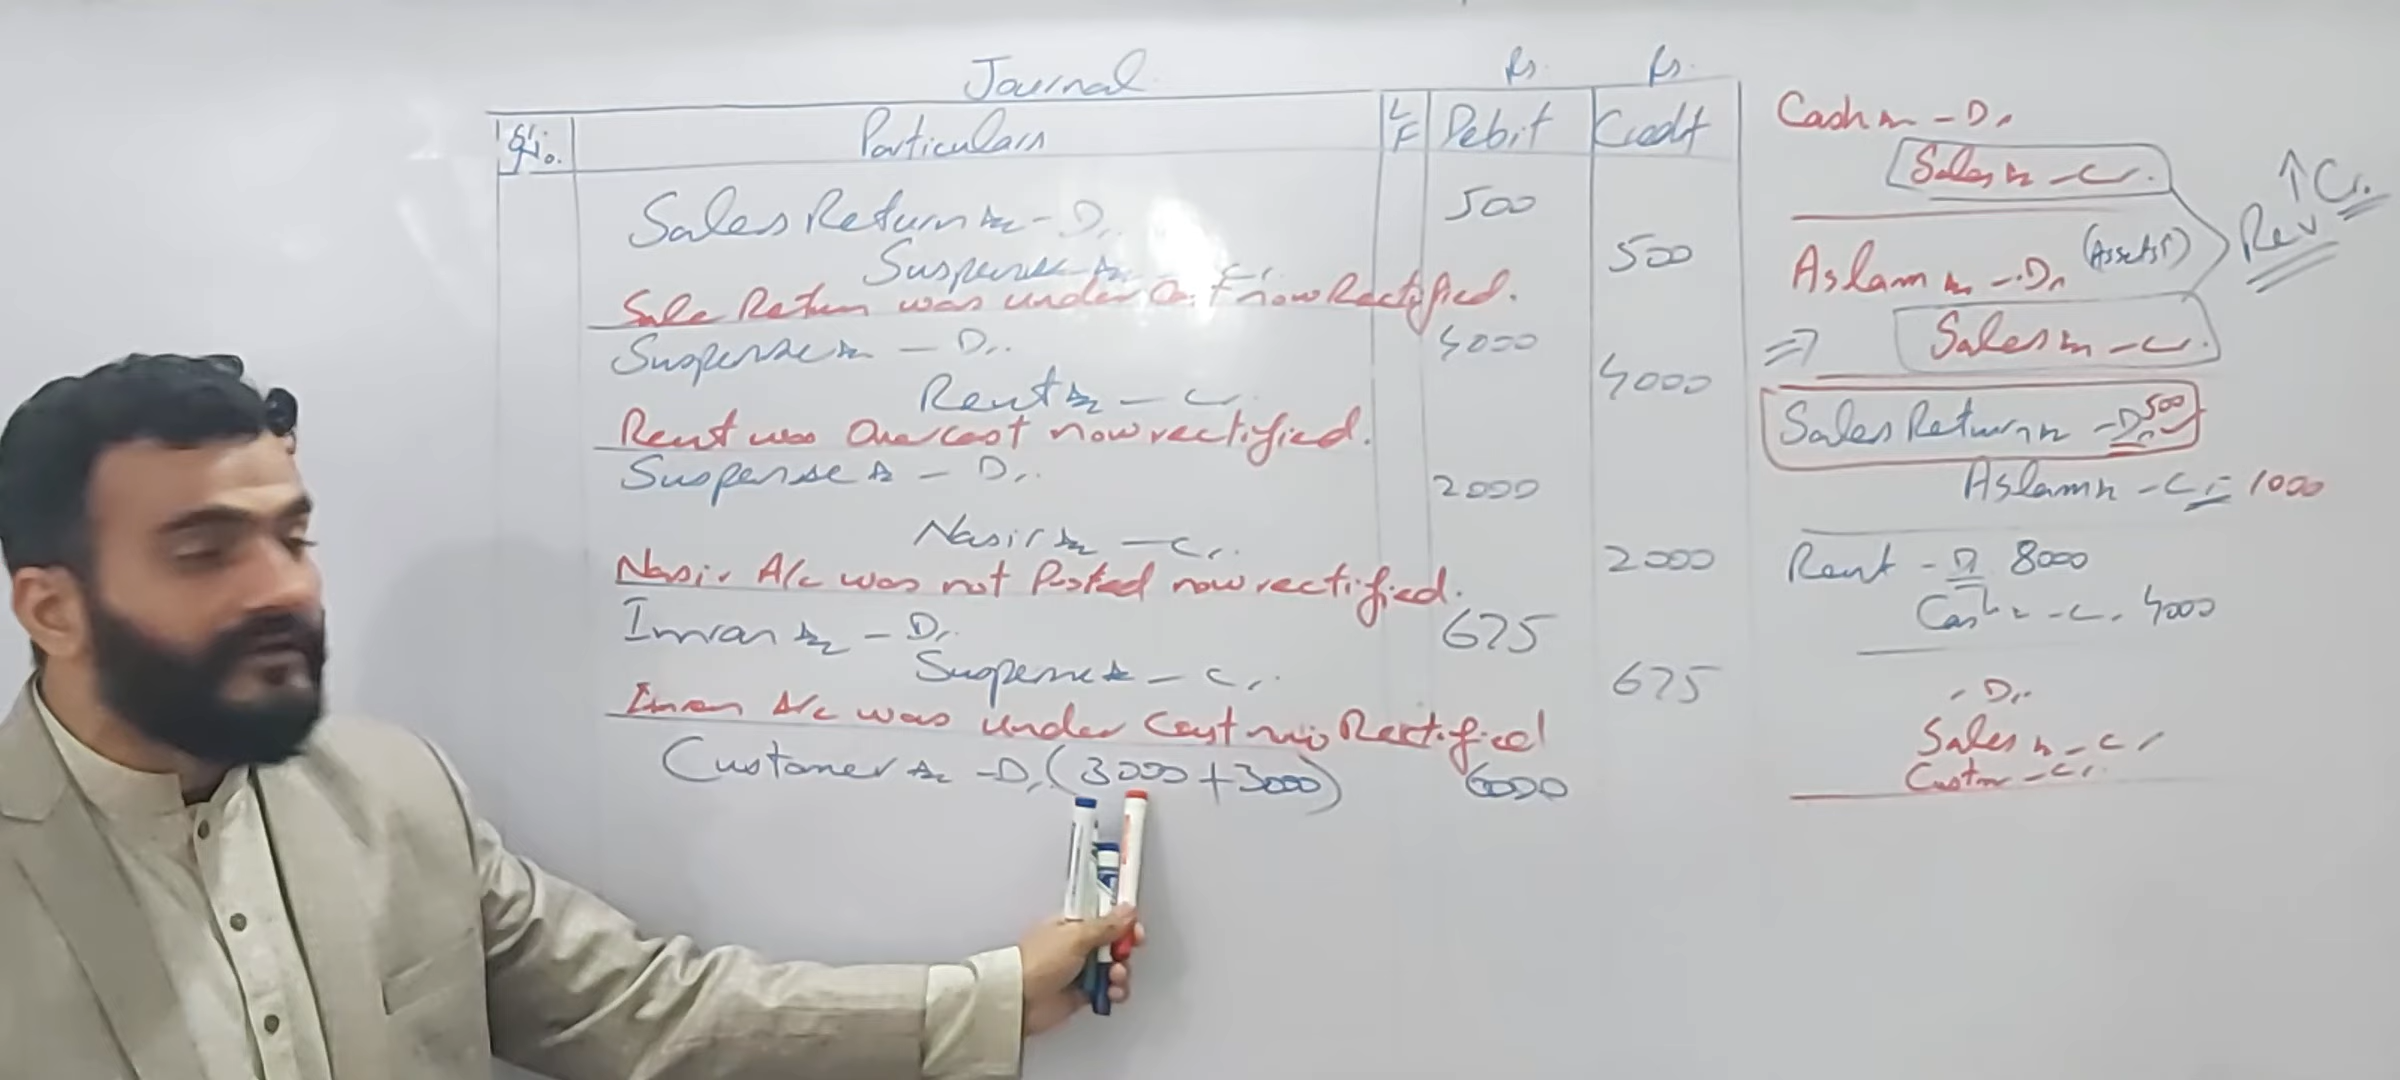 Journal
Rs. Rs.
Particulars L F Debit Credit
Sales Return A/c - Dr. 500
Suspense A/c - Cr. 500
Sale Return was under now Rectified.
Suspense A/c - Dr. 4000
Rent A/c - Cr. 4000
Rent was Overcast now rectified.
Suspense A/c - Dr. 2000
Nasir A/c - Cr. 2000
Nasir A/c was not Posted now rectified.
Imran A/c - Dr. 675
Suspense A/c - Cr. 675
Imran A/c was under Cast now Rectified
Customer A/c - Dr. (3000 + 3000) 6000
Cash A/c - Dr.
Sales A/c - Cr.
Aslam A/c - Dr. (Assets↑)
⇒ Sales A/c - Cr.
↑ Cr.
Rev
Sales Return A/c - Dr. 500
Aslam A/c - Cr. = 1000
Rent - D 8000
Cash A/c - Cr. 4000
- Dr.
Sales A/c - Cr
Custm - Cr.